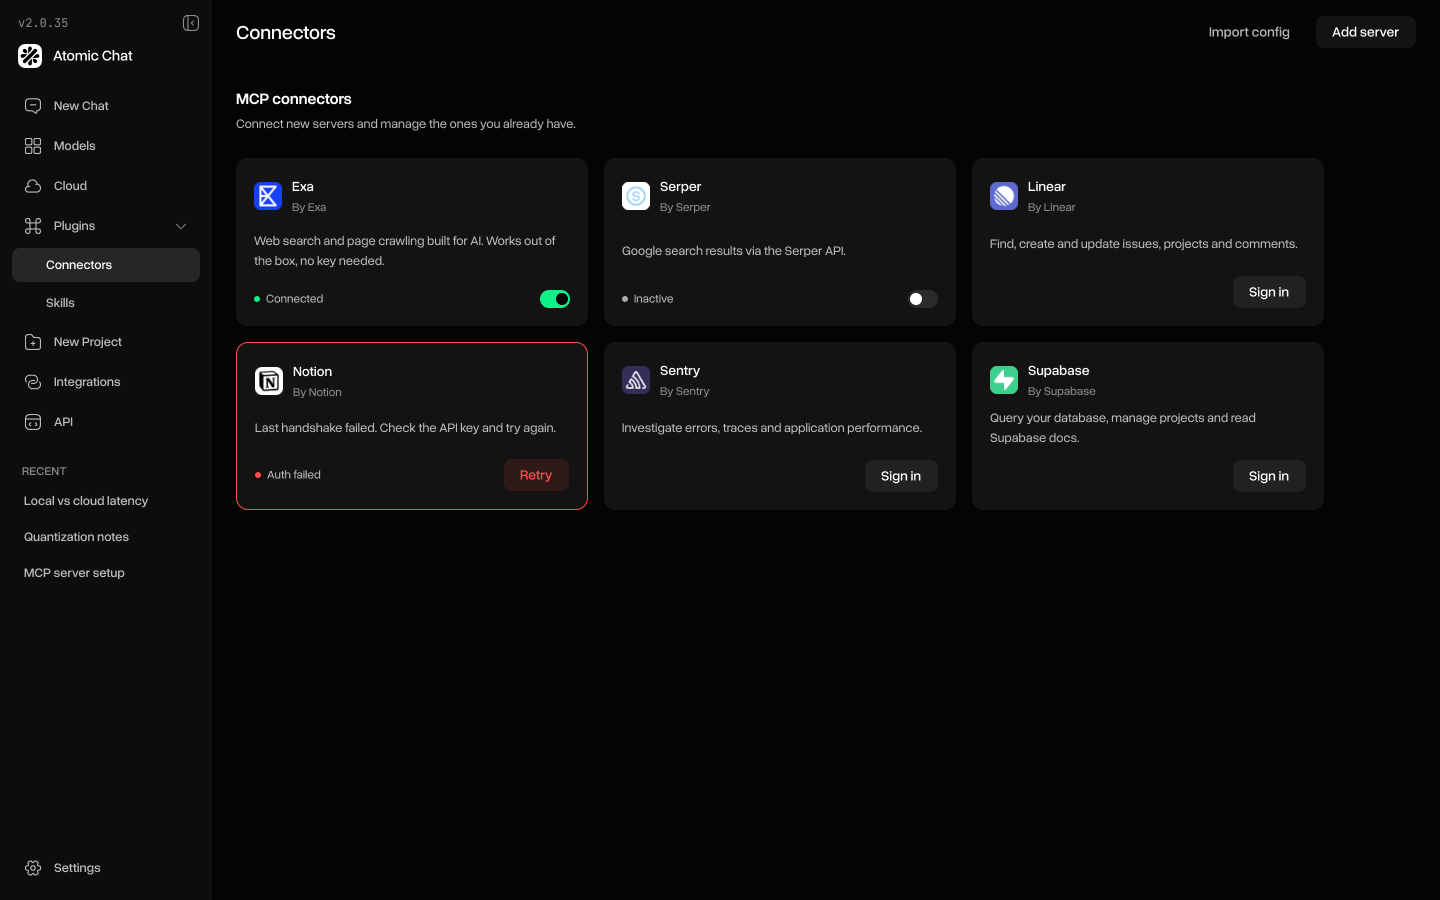 v2.0.35
Atomic Chat
New Chat
Models
Cloud
Plugins
Connectors
Skills
New Project
Integrations
API
RECENT
Local vs cloud latency
Quantization notes
MCP server setup
Settings
Connectors
Import config
Add server
MCP connectors
Connect new servers and manage the ones you already have.
Exa
By Exa
Web search and page crawling built for AI. Works out of
the box, no key needed.
Connected
Serper
By Serper
Google search results via the Serper API.
Inactive
Linear
By Linear
Find, create and update issues, projects and comments.
Sign in
Notion
By Notion
Last handshake failed. Check the API key and try again.
Auth failed
Retry
Sentry
By Sentry
Investigate errors, traces and application performance.
Sign in
Supabase
By Supabase
Query your database, manage projects and read
Supabase docs.
Sign in